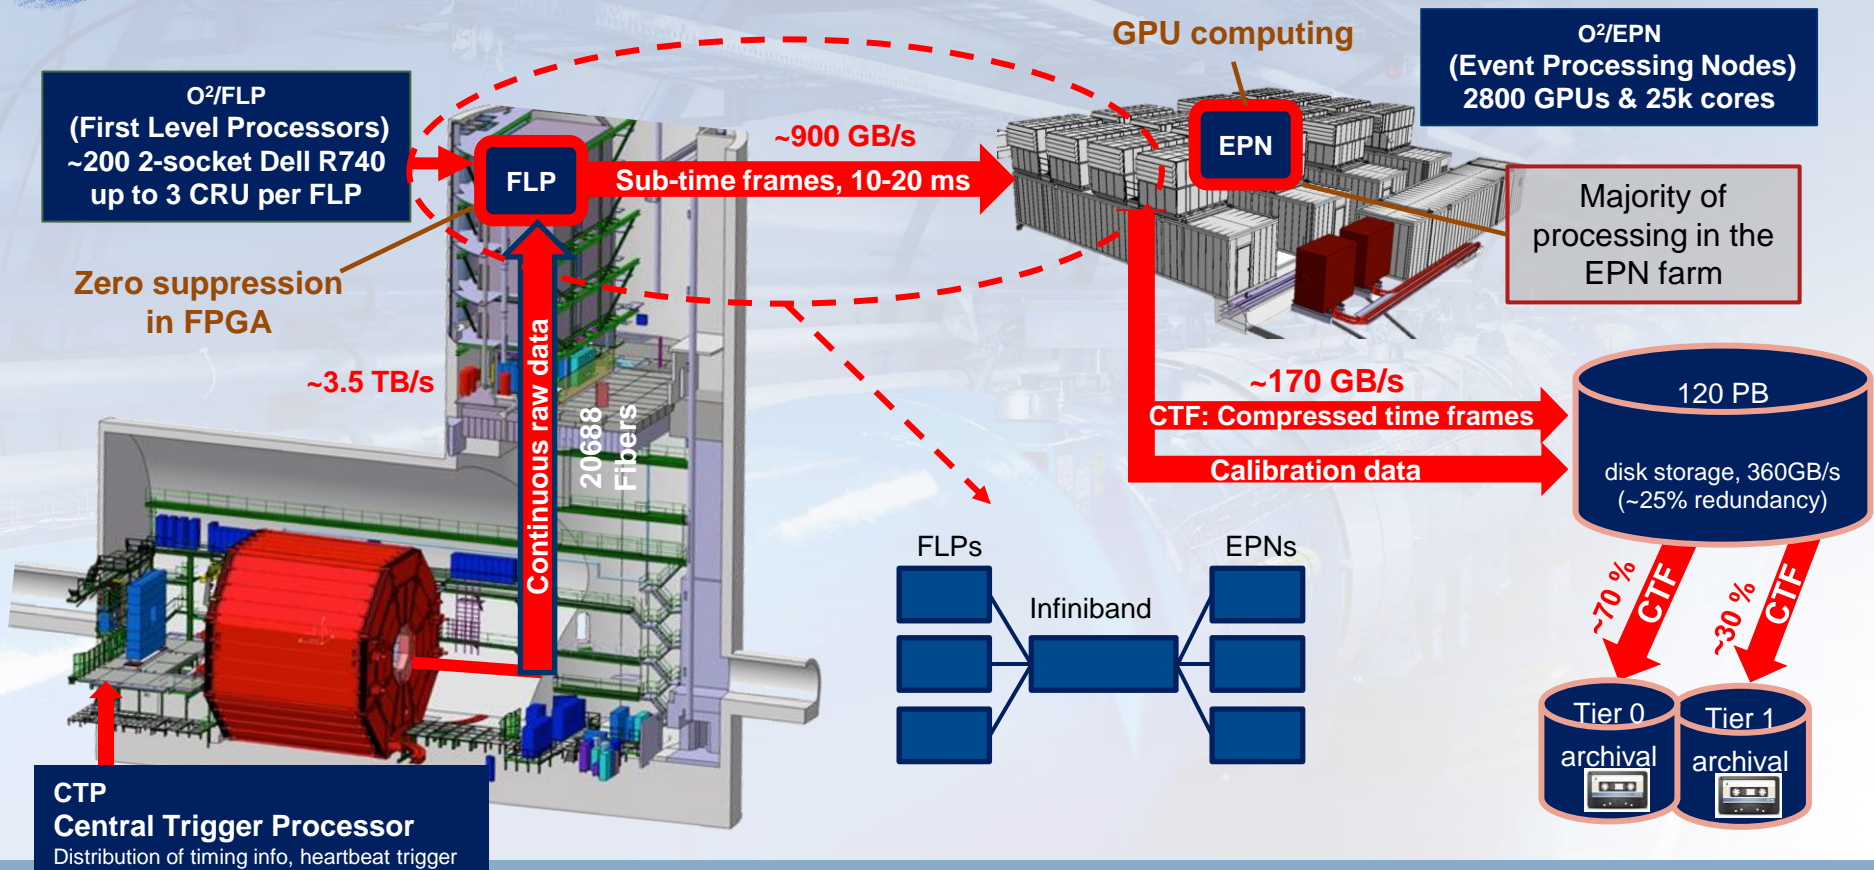 GPU computing
O²/EPN
(Event Processing Nodes)
2800 GPUs & 25k cores
O²/FLP
(First Level Processors)
~200 2-socket Dell R740
up to 3 CRU per FLP
~900 GB/s
EPN
FLP
Sub-time frames, 10-20 ms
Majority of
processing in the
EPN farm
Zero suppression
in FPGA
~3.5 TB/s
Continuous raw data
20688
Fibers
~170 GB/s
CTF: Compressed time frames
Calibration data
120 PB
disk storage, 360GB/s
(~25% redundancy)
FLPs
EPNs
Infiniband
~70 %
CTF
~30 %
CTF
Tier 0
archival
Tier 1
archival
CTP
Central Trigger Processor
Distribution of timing info, heartbeat trigger